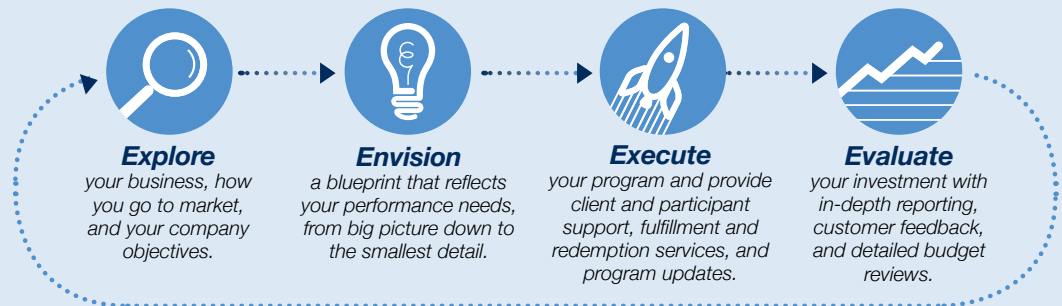 Explore
your business, how
you go to market,
and your company
objectives.
Envision
a blueprint that reflects
your performance needs,
from big picture down to
the smallest detail.
Execute
your program and provide
client and participant
support, fulfillment and
redemption services, and
program updates.
Evaluate
your investment with
in-depth reporting,
customer feedback,
and detailed budget
reviews.